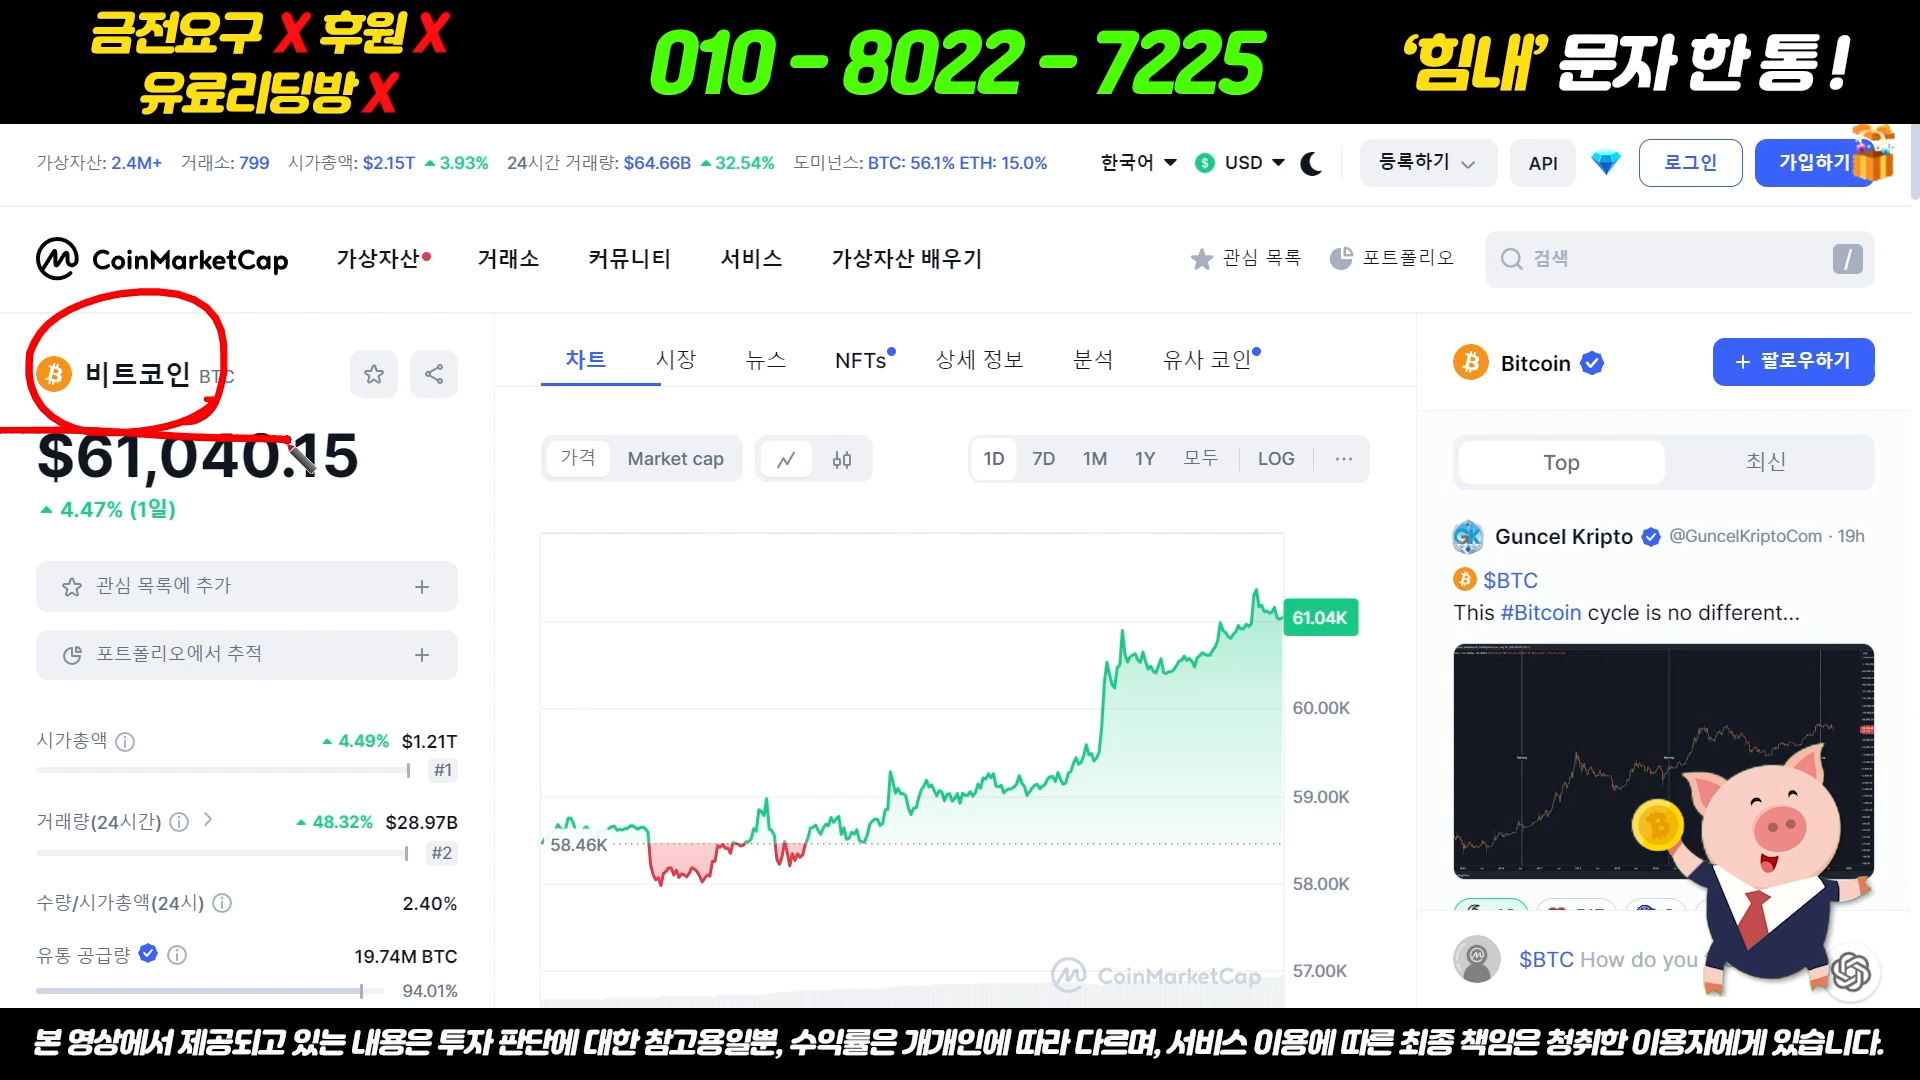 금전요구 X 후원 X
유료리딩방 X
010 - 8022 - 7225
‘힘내’ 문자 한 통 !
가상자산: 2.4M+ 거래소: 799 시가총액: $2.15T 3.93% 24시간 거래량: $64.66B 32.54% 도미넌스: BTC: 56.1% ETH: 15.0%
한국어 USD 등록하기 API 로그인 가입하기
CoinMarketCap 가상자산 거래소 커뮤니티 서비스 가상자산 배우기
관심 목록 포트폴리오 검색 /
비트코인 BTC
$61,040.15
4.47% (1일)
관심 목록에 추가 +
포트폴리오에서 추적 +
시가총액 4.49% $1.21T
#1
거래량(24시간) 48.32% $28.97B
#2
수량/시가총액(24시) 2.40%
유통 공급량 19.74M BTC
94.01%
차트 시장 뉴스 NFTs 상세 정보 분석 유사 코인
가격 Market cap
1D 7D 1M 1Y 모두 LOG ...
61.04K
60.00K
59.00K
58.46K
58.00K
57.00K
CoinMarketCap
Bitcoin + 팔로우하기
Top 최신
Guncel Kripto @GuncelKriptoCom · 19h
$BTC
This #Bitcoin cycle is no different...
$BTC How do you
본 영상에서 제공되고 있는 내용은 투자 판단에 대한 참고용일뿐, 수익률은 개개인에 따라 다르며, 서비스 이용에 따른 최종 책임은 청취한 이용자에게 있습니다.